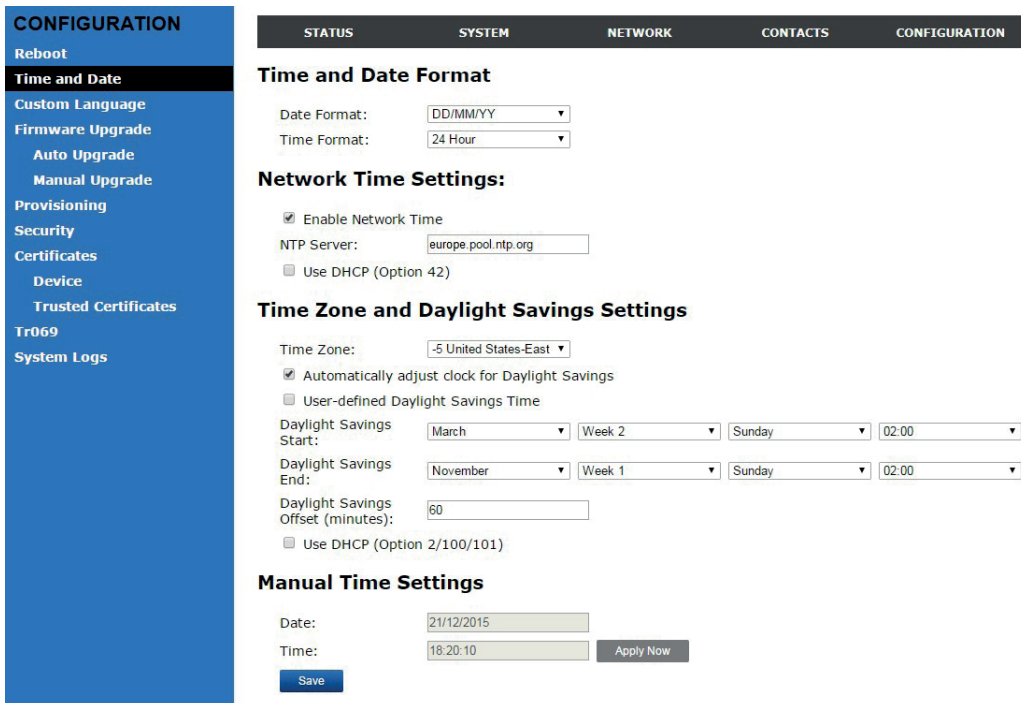 CONFIGURATION
Reboot
Time and Date
Custom Language
Firmware Upgrade
Auto Upgrade
Manual Upgrade
Provisioning
Security
Certificates
Device
Trusted Certificates
Tr069
System Logs
STATUS SYSTEM NETWORK CONTACTS CONFIGURATION
Time and Date Format
Date Format: DD/MM/YY
Time Format: 24 Hour
Network Time Settings:
Enable Network Time
NTP Server: europe.pool.ntp.org
Use DHCP (Option 42)
Time Zone and Daylight Savings Settings
Time Zone: -5 United States-East
Automatically adjust clock for Daylight Savings
User-defined Daylight Savings Time
Daylight Savings
Start: March Week 2 Sunday 02:00
Daylight Savings
End: November Week 1 Sunday 02:00
Daylight Savings
Offset (minutes): 60
Use DHCP (Option 2/100/101)
Manual Time Settings
Date: 21/12/2015
Time: 18:20:10 Apply Now
Save